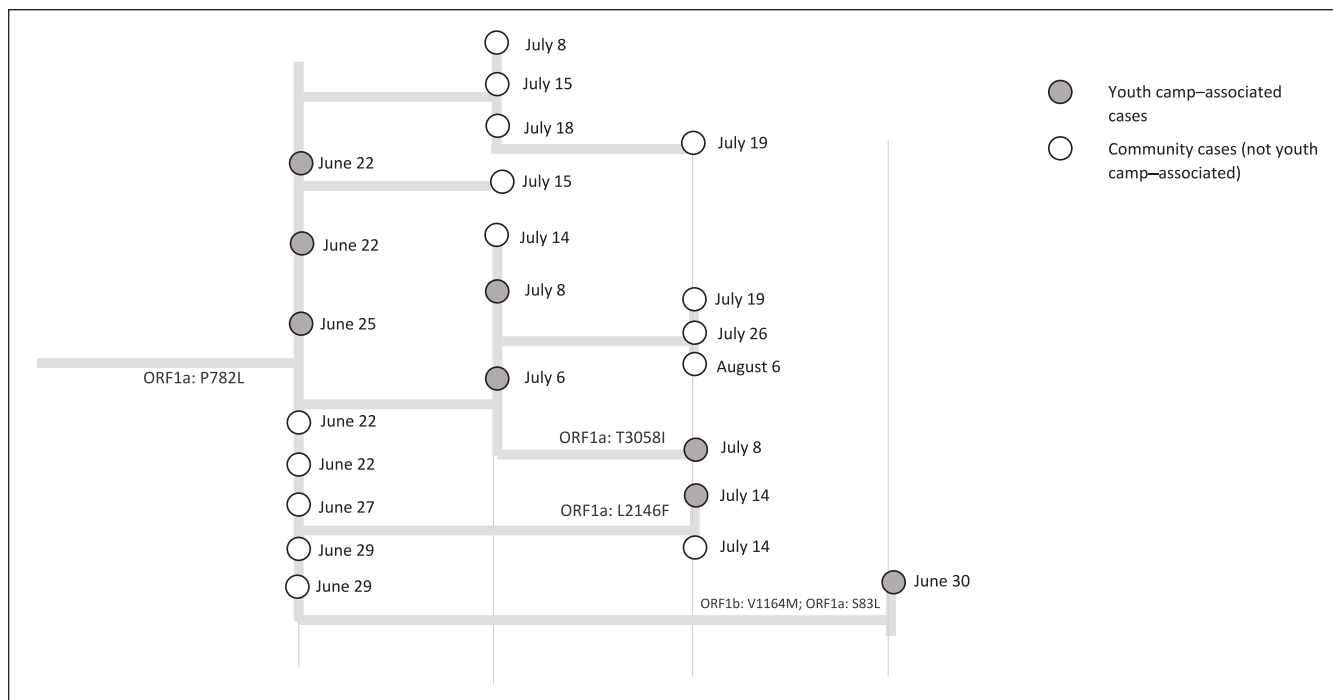 July 8
July 15
July 18
July 19
June 22
July 15
June 22
July 14
July 8
July 19
June 25
July 26
August 6
ORF1a: P782L
July 6
June 22
ORF1a: T3058I
July 8
June 22
June 27
ORF1a: L2146F
July 14
June 29
July 14
June 29
June 30
ORF1b: V1164M; ORF1a: S83L
Youth camp–associated
cases
Community cases (not youth
camp–associated)